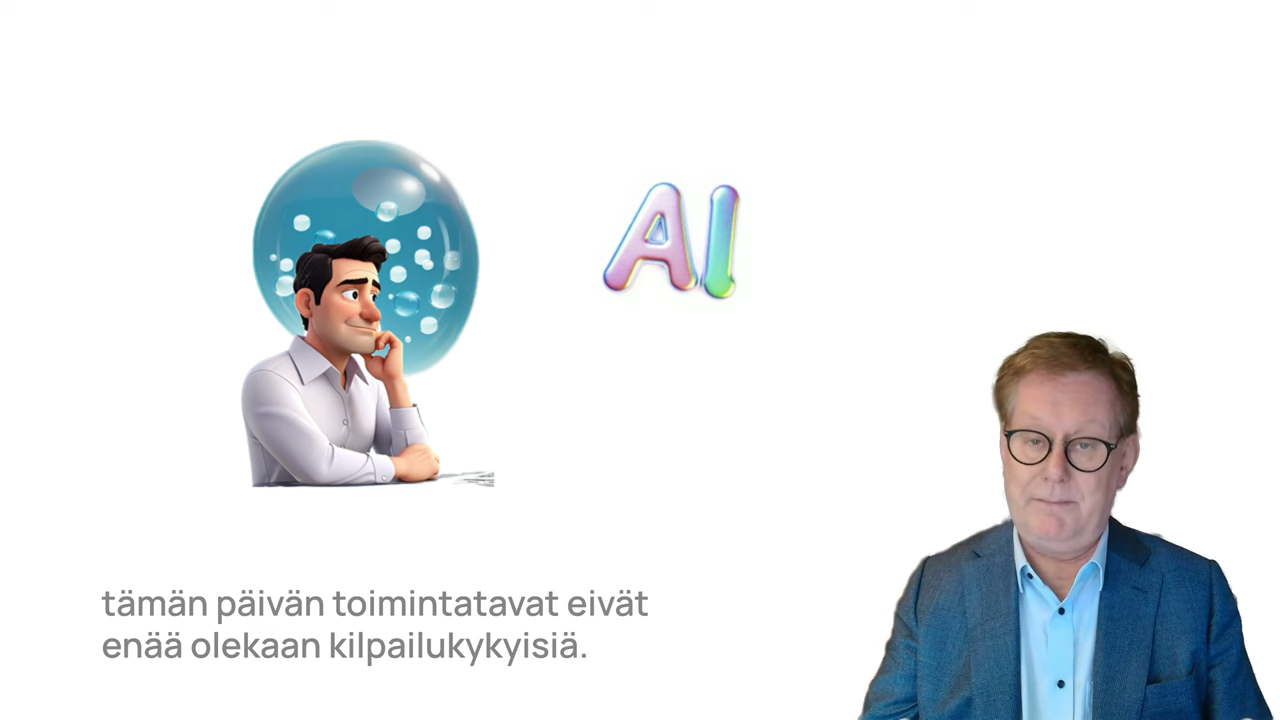 AI
tämän päivän toimintatavat eivät
enää olekaan kilpailukykyisiä.